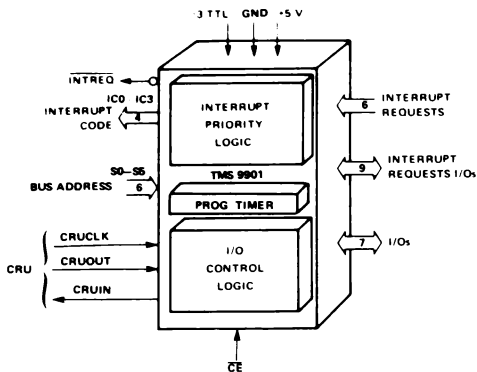 ·3 TTL GND +5 V
INTREQ
IC0 IC3
INTERRUPT
CODE
4
INTERRUPT
PRIORITY
LOGIC
6
INTERRUPT
REQUESTS
S0–S5
BUS ADDRESS
6
TMS 9901
PROG TIMER
9
INTERRUPT
REQUESTS I/Os
CRU
CRUCLK
CRUOUT
CRUIN
I/O
CONTROL
LOGIC
7
I/Os
CE